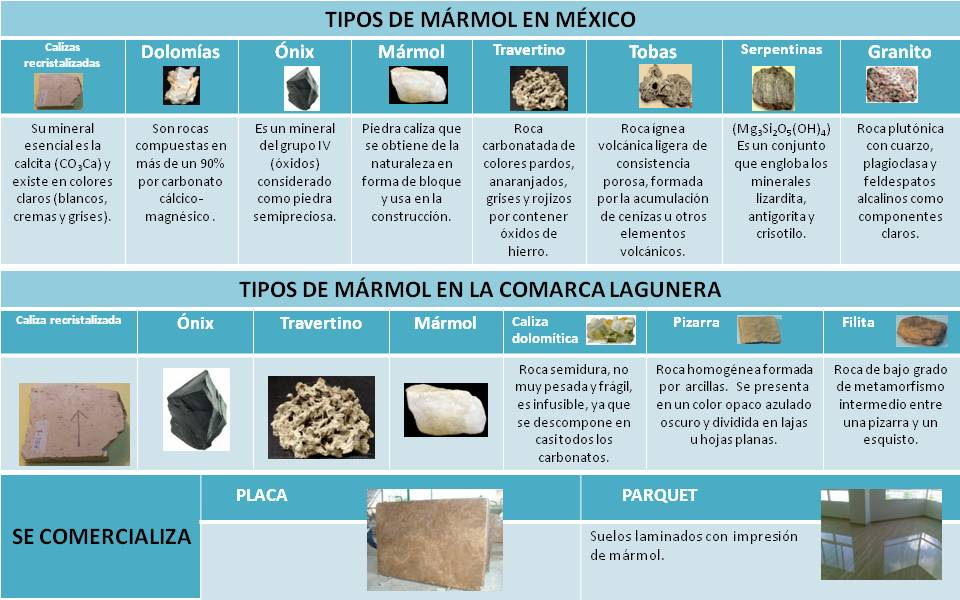 TIPOS DE MÁRMOL EN MÉXICO
Calizas
recristalizadas
Dolomías
Ónix
Mármol
Travertino
Tobas
Serpentinas
Granito
Su mineral
esencial es la
calcita (CO₃Ca) y
existe en colores
claros (blancos,
cremas y grises).
Son rocas
compuestas en
más de un 90%
por carbonato
cálcico-
magnésico .
Es un mineral
del grupo IV
(óxidos)
considerado
como piedra
semipreciosa.
Piedra caliza que
se obtiene de la
naturaleza en
forma de bloque
y usa en la
construcción.
Roca
carbonatada de
colores pardos,
anaranjados,
grises y rojizos
por contener
óxidos de
hierro.
Roca ígnea
volcánica ligera de
consistencia
porosa, formada
por la acumulación
de cenizas u otros
elementos
volcánicos.
(Mg₃Si₂O₅(OH)₄)
Es un conjunto
que engloba los
minerales
lizardita,
antigorita y
crisotilo.
Roca plutónica
con cuarzo,
plagioclasa y
feldespatos
alcalinos como
componentes
claros.
TIPOS DE MÁRMOL EN LA COMARCA LAGUNERA
Caliza recristalizada
Ónix
Travertino
Mármol
Caliza
dolomítica
Pizarra
Filita
Roca semidura, no
muy pesada y frágil,
es infusible, ya que
se descompone en
casi todos los
carbonatos.
Roca homogénea formada
por arcillas. Se presenta
en un color opaco azulado
oscuro y dividida en lajas
u hojas planas.
Roca de bajo grado
de metamorfismo
intermedio entre
una pizarra y un
esquisto.
SE COMERCIALIZA
PLACA
PARQUET
Suelos laminados con impresión
de mármol.